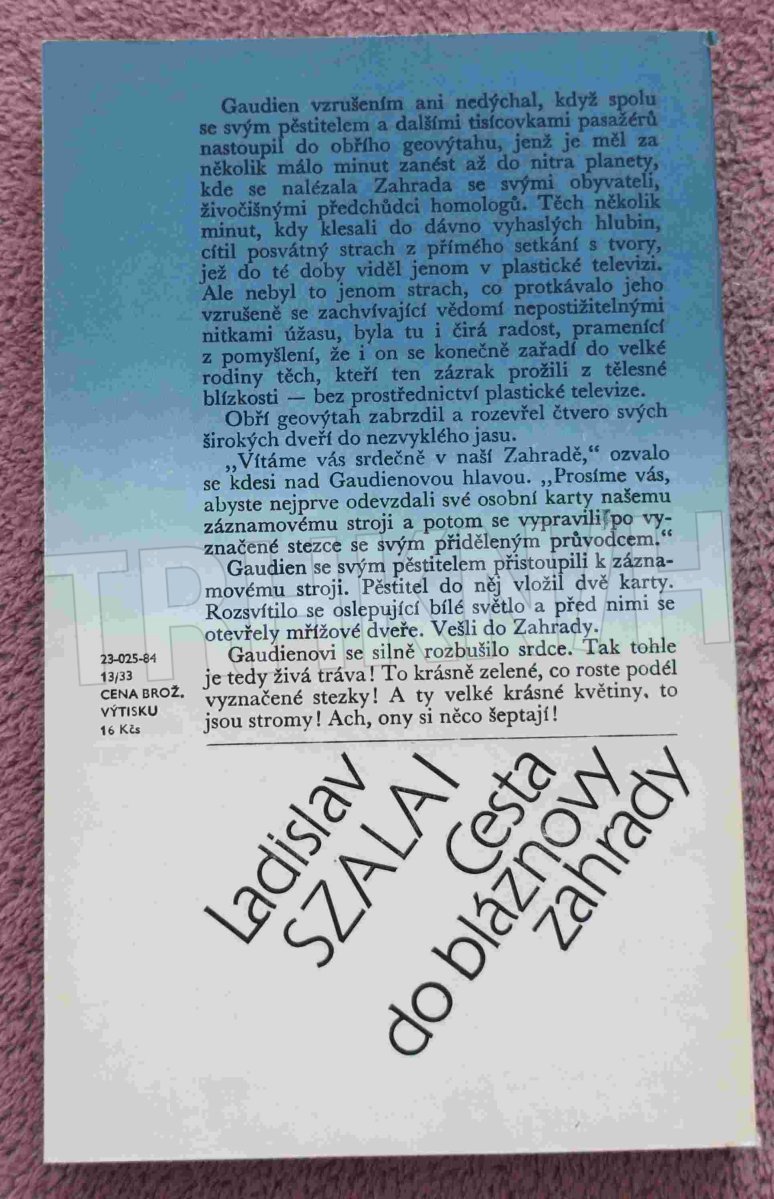 Gaudien vzrušením ani nedýchal, když spolu
se svým pěstitelem a dalšími tisícovkami pasažérů
nastoupil do obřího geovýtahu, jenž je měl za
několik málo minut zanést až do nitra planety,
kde se nalézala Zahrada se svými obyvateli,
živočišnými předchůdci homologů. Těch několik
minut, kdy klesali do dávno vyhaslých hlubin,
cítil posvátný strach z přímého setkání s tvory,
jež do té doby viděl jenom v plastické televizi.
Ale nebyl to jenom strach, co protkávalo jeho
vzrušeně se zachvívající vědomí nepostižitelnými
nitkami úžasu, byla tu i čirá radost, pramenící
z pomyšlení, že i on se konečně zařadí do velké
rodiny těch, kteří ten zázrak prožili z tělesné
blízkosti — bez prostřednictví plastické televize.
Obří geovýtah zabrzdil a rozevřel čtvero svých
širokých dveří do nezvyklého jasu.
„Vítáme vás srdečně v naší Zahradě,“ ozvalo
se kdesi nad Gaudienovou hlavou. „Prosíme vás,
abyste nejprve odevzdali své osobní karty našemu
záznamovému stroji a potom se vypravili po vy-
značené stezce se svým přiděleným průvodcem.“
Gaudien se svým pěstitelem přistoupili k zázna-
movému stroji. Pěstitel do něj vložil dvě karty.
Rozsvítilo se oslepující bílé světlo a před nimi se
otevřely mřížové dveře. Vešli do Zahrady.
Gaudienovi se silně rozbušilo srdce. Tak tohle
je tedy živá tráva! To krásně zelené, co roste podél
vyznačené stezky! A ty velké krásné květiny, to
jsou stromy! Ach, ony si něco šeptají!
23-025-84
13/33
CENA BROŽ.
VÝTISKU
16 Kčs
Ladislav
SZALAI
Cesta
do bláznovy
zahrady
TRHKNIH